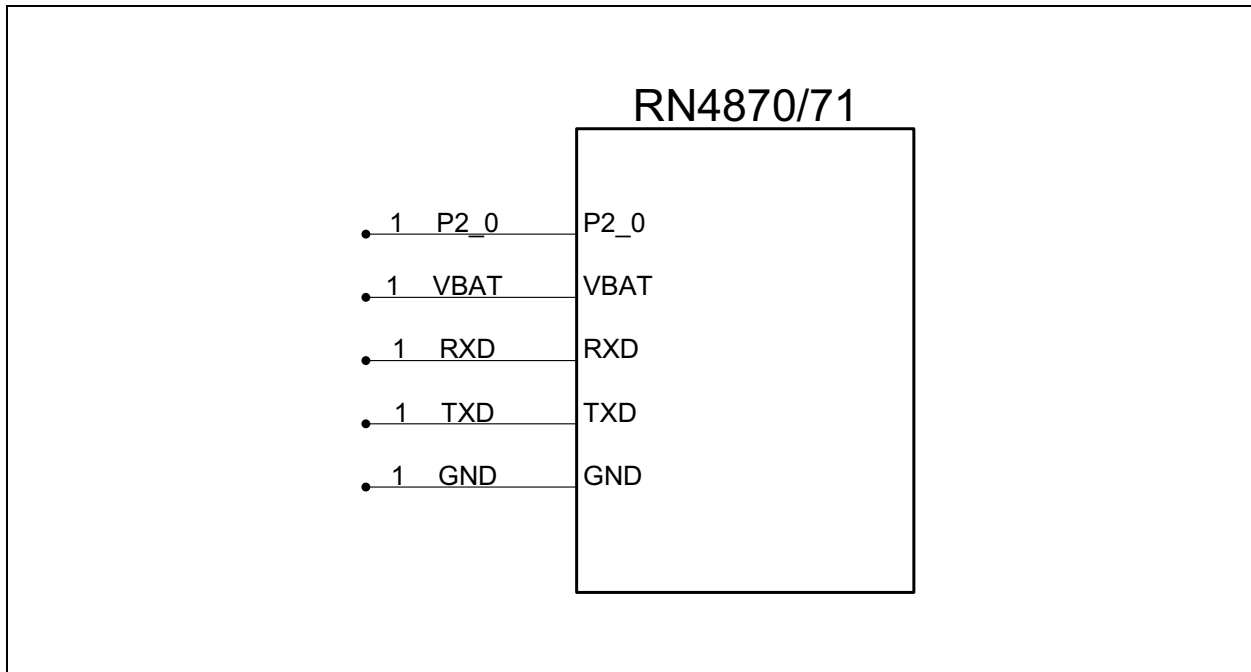 RN4870/71
1 P2_0 P2_0
1 VBAT VBAT
1 RXD RXD
1 TXD TXD
1 GND GND